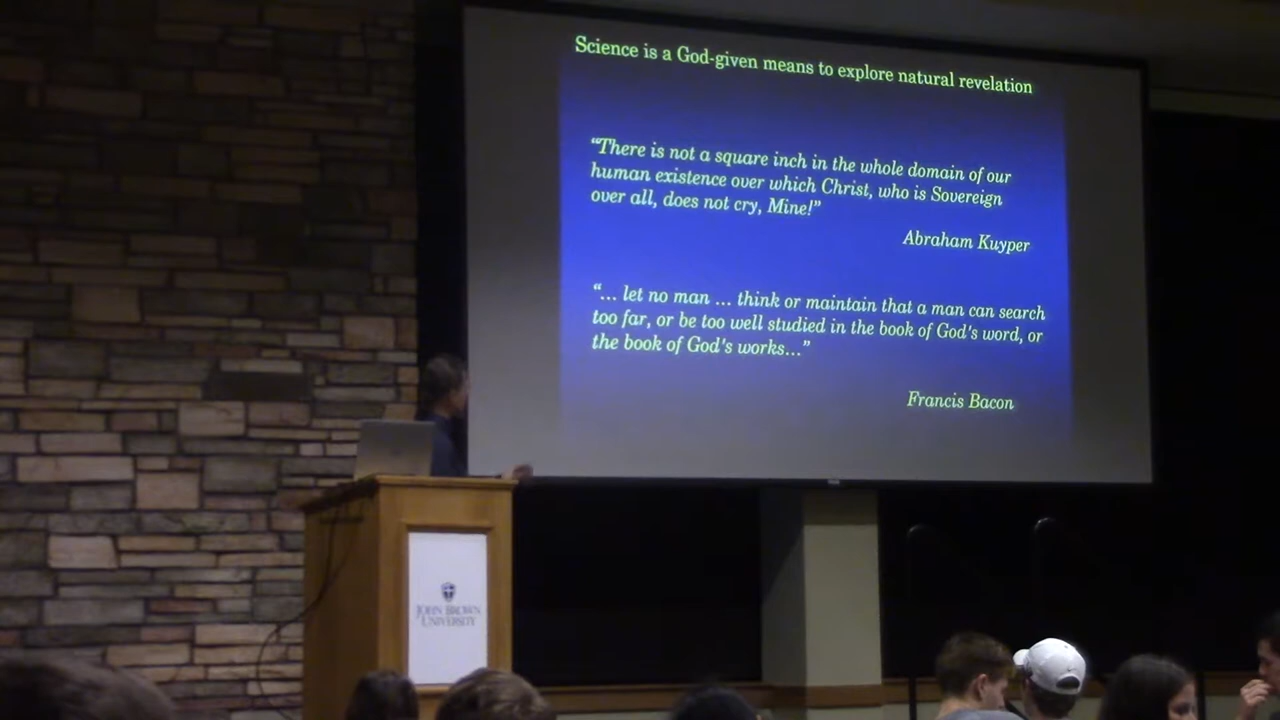 Science is a God-given means to explore natural revelation
“There is not a square inch in the whole domain of our
human existence over which Christ, who is Sovereign
over all, does not cry, Mine!”
Abraham Kuyper
“... let no man ... think or maintain that a man can search
too far, or be too well studied in the book of God's word, or
the book of God's works...”
Francis Bacon
JOHN BROWN
UNIVERSITY